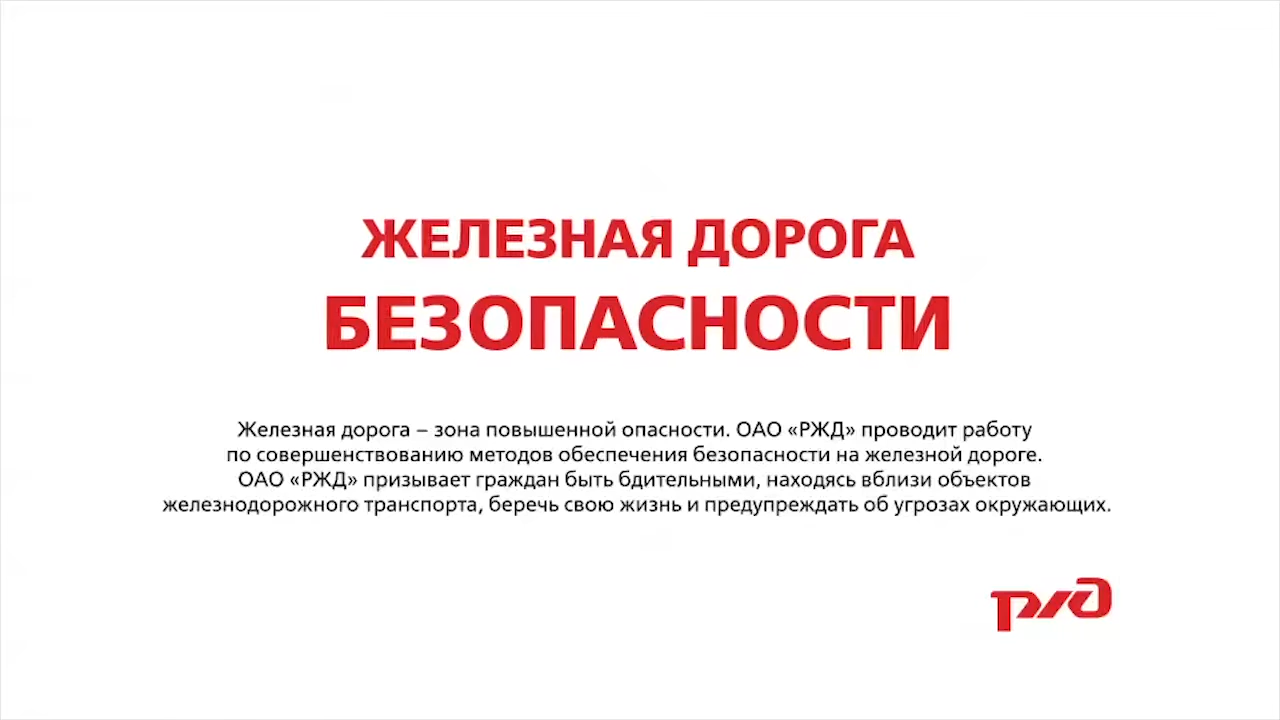 ЖЕЛЕЗНАЯ ДОРОГА
БЕЗОПАСНОСТИ
Железная дорога – зона повышенной опасности. ОАО «РЖД» проводит работу
по совершенствованию методов обеспечения безопасности на железной дороге.
ОАО «РЖД» призывает граждан быть бдительными, находясь вблизи объектов
железнодорожного транспорта, беречь свою жизнь и предупреждать об угрозах окружающих.
РЖД